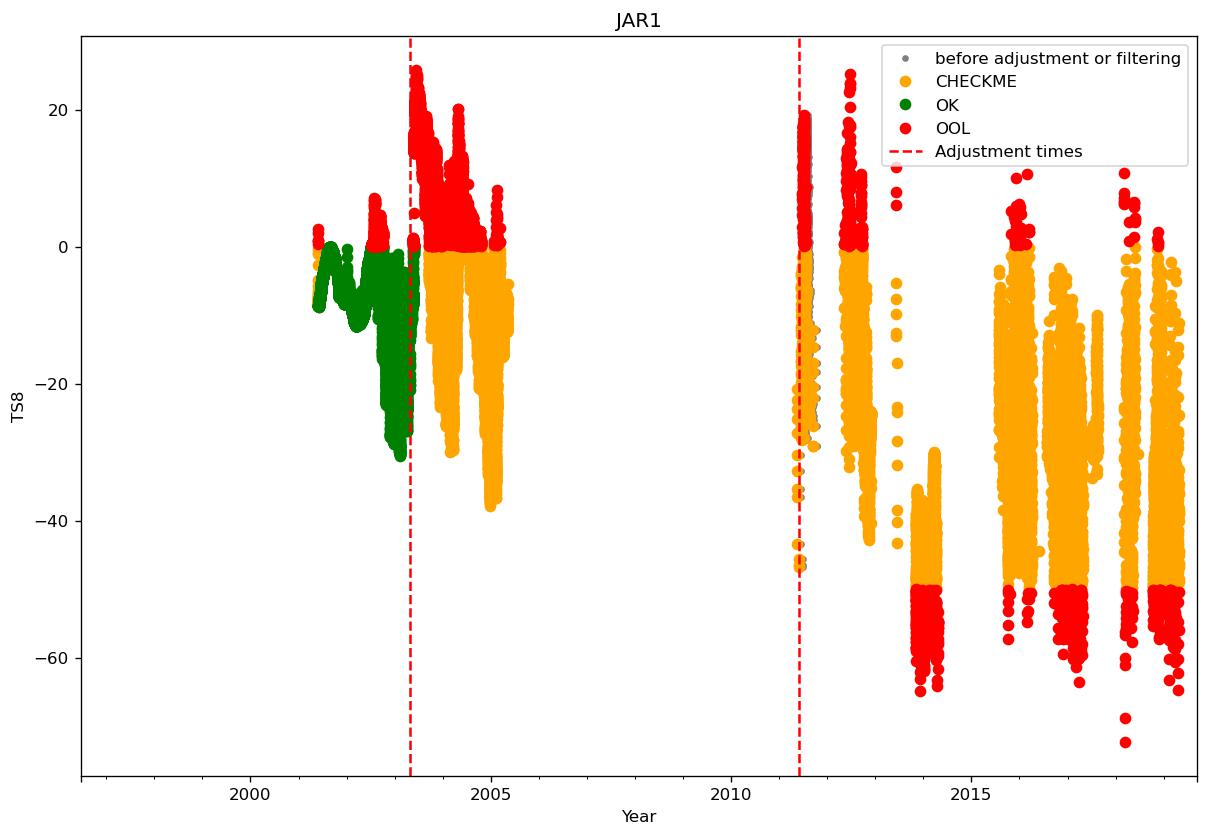 JAR1
before adjustment or filtering
CHECKME
OK
OOL
Adjustment times
TS8
20
0
−20
−40
−60
2000
2005
2010
2015
Year